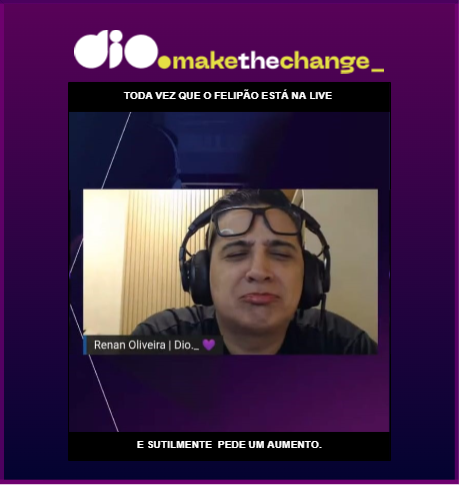 dio.makethechange_
TODA VEZ QUE O FELIPÃO ESTÁ NA LIVE
Renan Oliveira | Dio._ 💜
E SUTILMENTE PEDE UM AUMENTO.